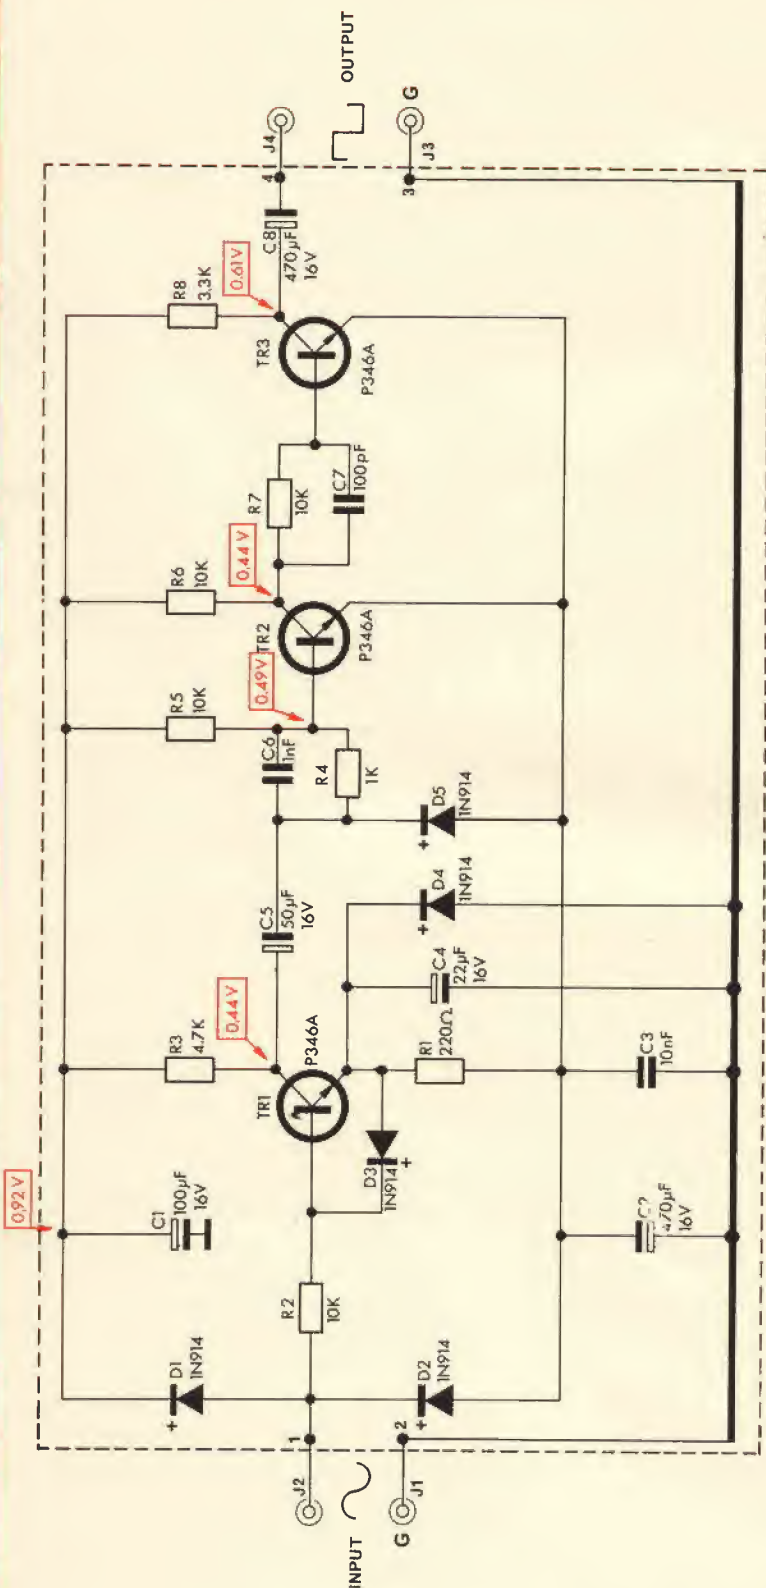 INPUT
J2
1
G
J1
2
D1
1N914
+
D2
1N914
+
0,92 V
C1
100µF
16V
R2
10K
D3
1N914
+
C2
470µF
16V
TR1
P346A
R3
4.7K
0,44 V
R1
220Ω
C3
10nF
C4
22µF
16V
C5
50µF
16V
D4
1N914
+
D5
1N914
+
C6
1nF
R4
1K
R5
10K
0,49V
TR2
P346A
R6
10K
0,44 V
R7
10K
C7
100pF
TR3
P346A
R8
3.3K
0,61V
C8
470µF
16V
4
J4
3
J3
G
OUTPUT